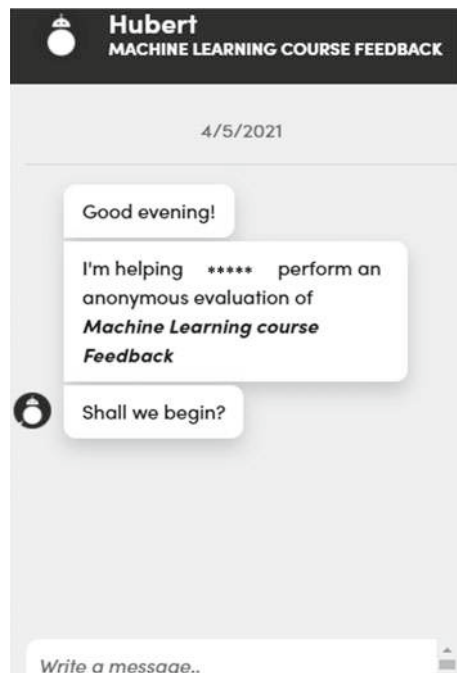 Hubert
MACHINE LEARNING COURSE FEEDBACK
4/5/2021
Good evening!
I'm helping ***** perform an
anonymous evaluation of
Machine Learning course
Feedback
Shall we begin?
Write a message..